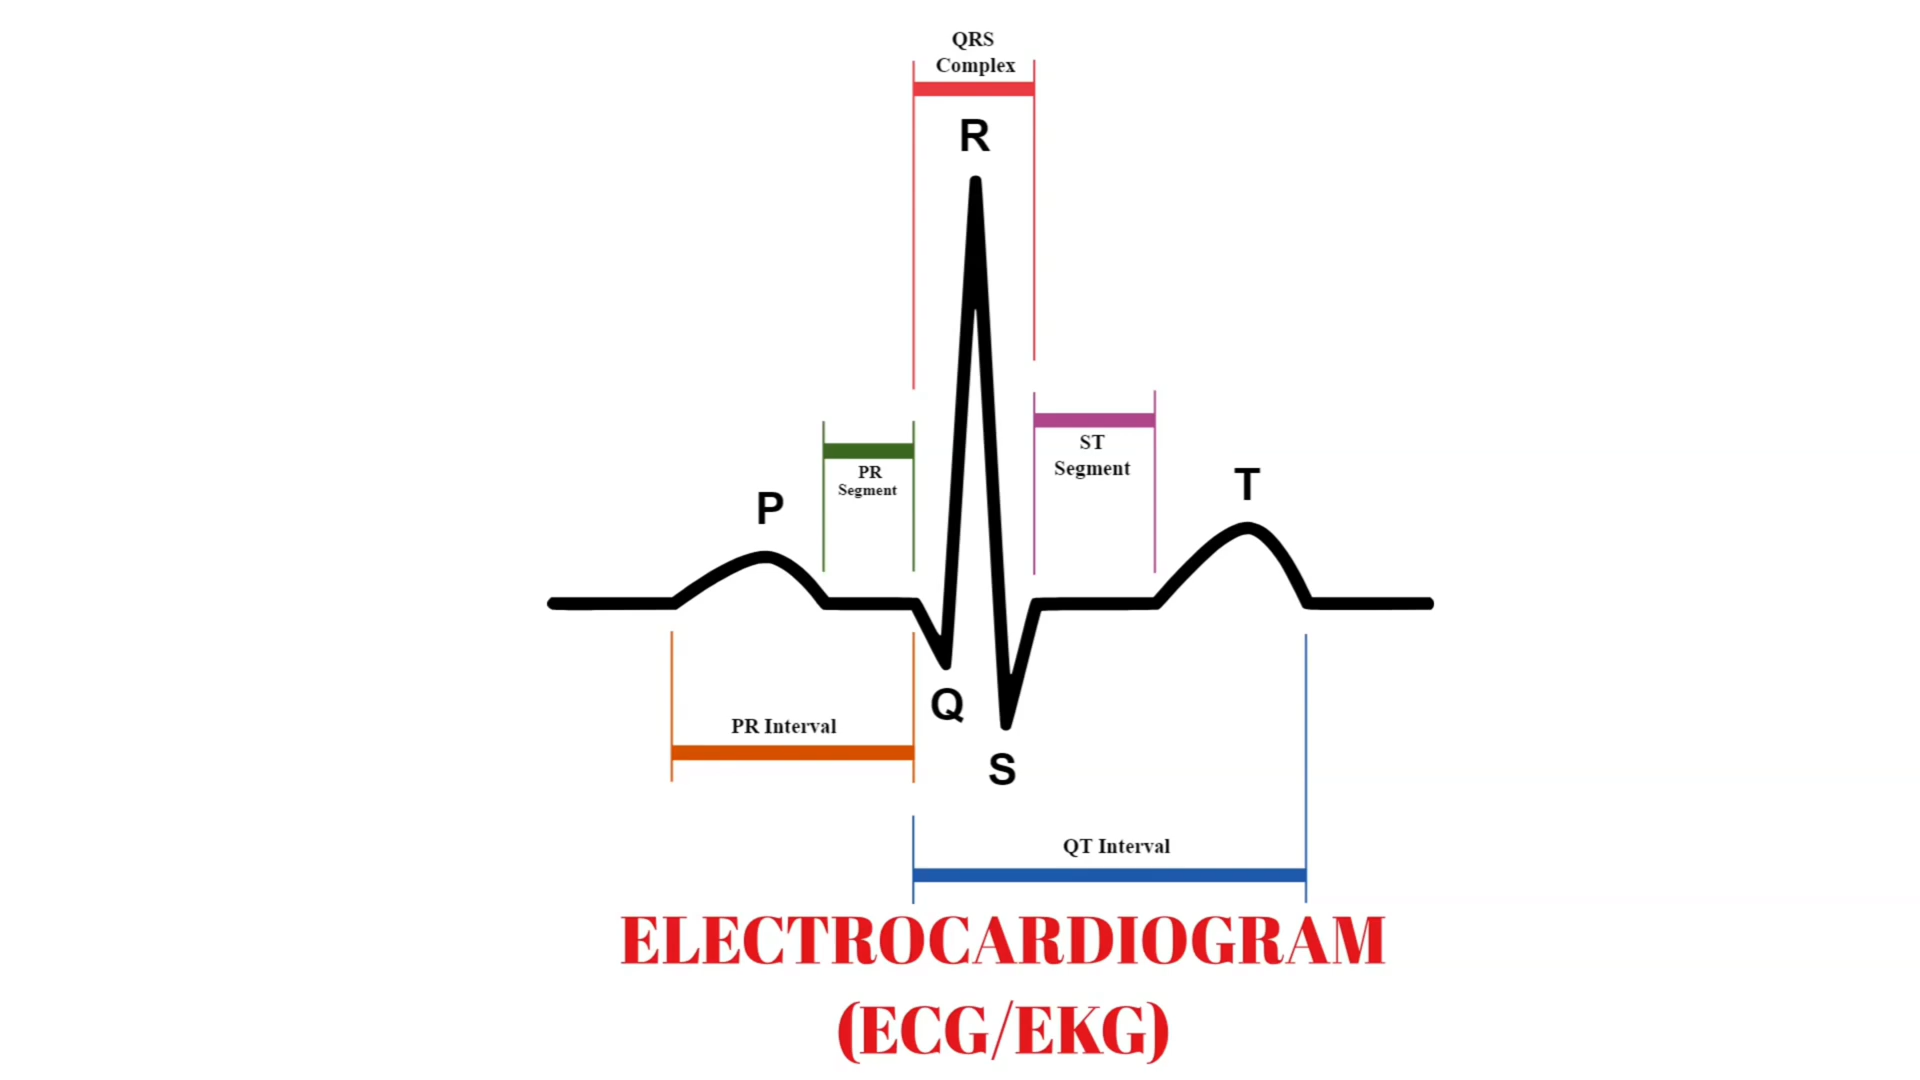 QRS
Complex
R
PR
Segment
ST
Segment
P
T
Q
PR Interval
S
QT Interval
ELECTROCARDIOGRAM
(ECG/EKG)